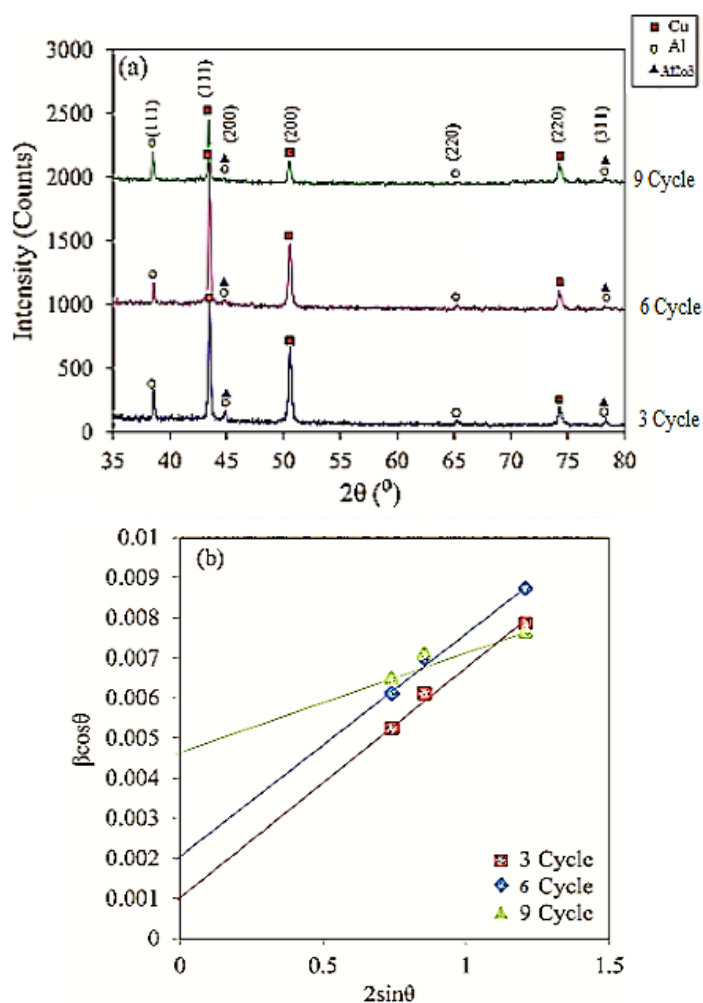 Cu
Al
Al2o3
3000
(a)
2500
2000
1500
1000
500
0
Intensity (Counts)
(111)
(111)
(200)
(200)
(220)
(220)
(311)
9 Cycle
6 Cycle
3 Cycle
35 40 45 50 55 60 65 70 75 80
2θ (⁰)
0.01
(b)
0.009
0.008
0.007
0.006
0.005
0.004
0.003
0.002
0.001
0
βcosθ
3 Cycle
6 Cycle
9 Cycle
0 0.5 1 1.5
2sinθ